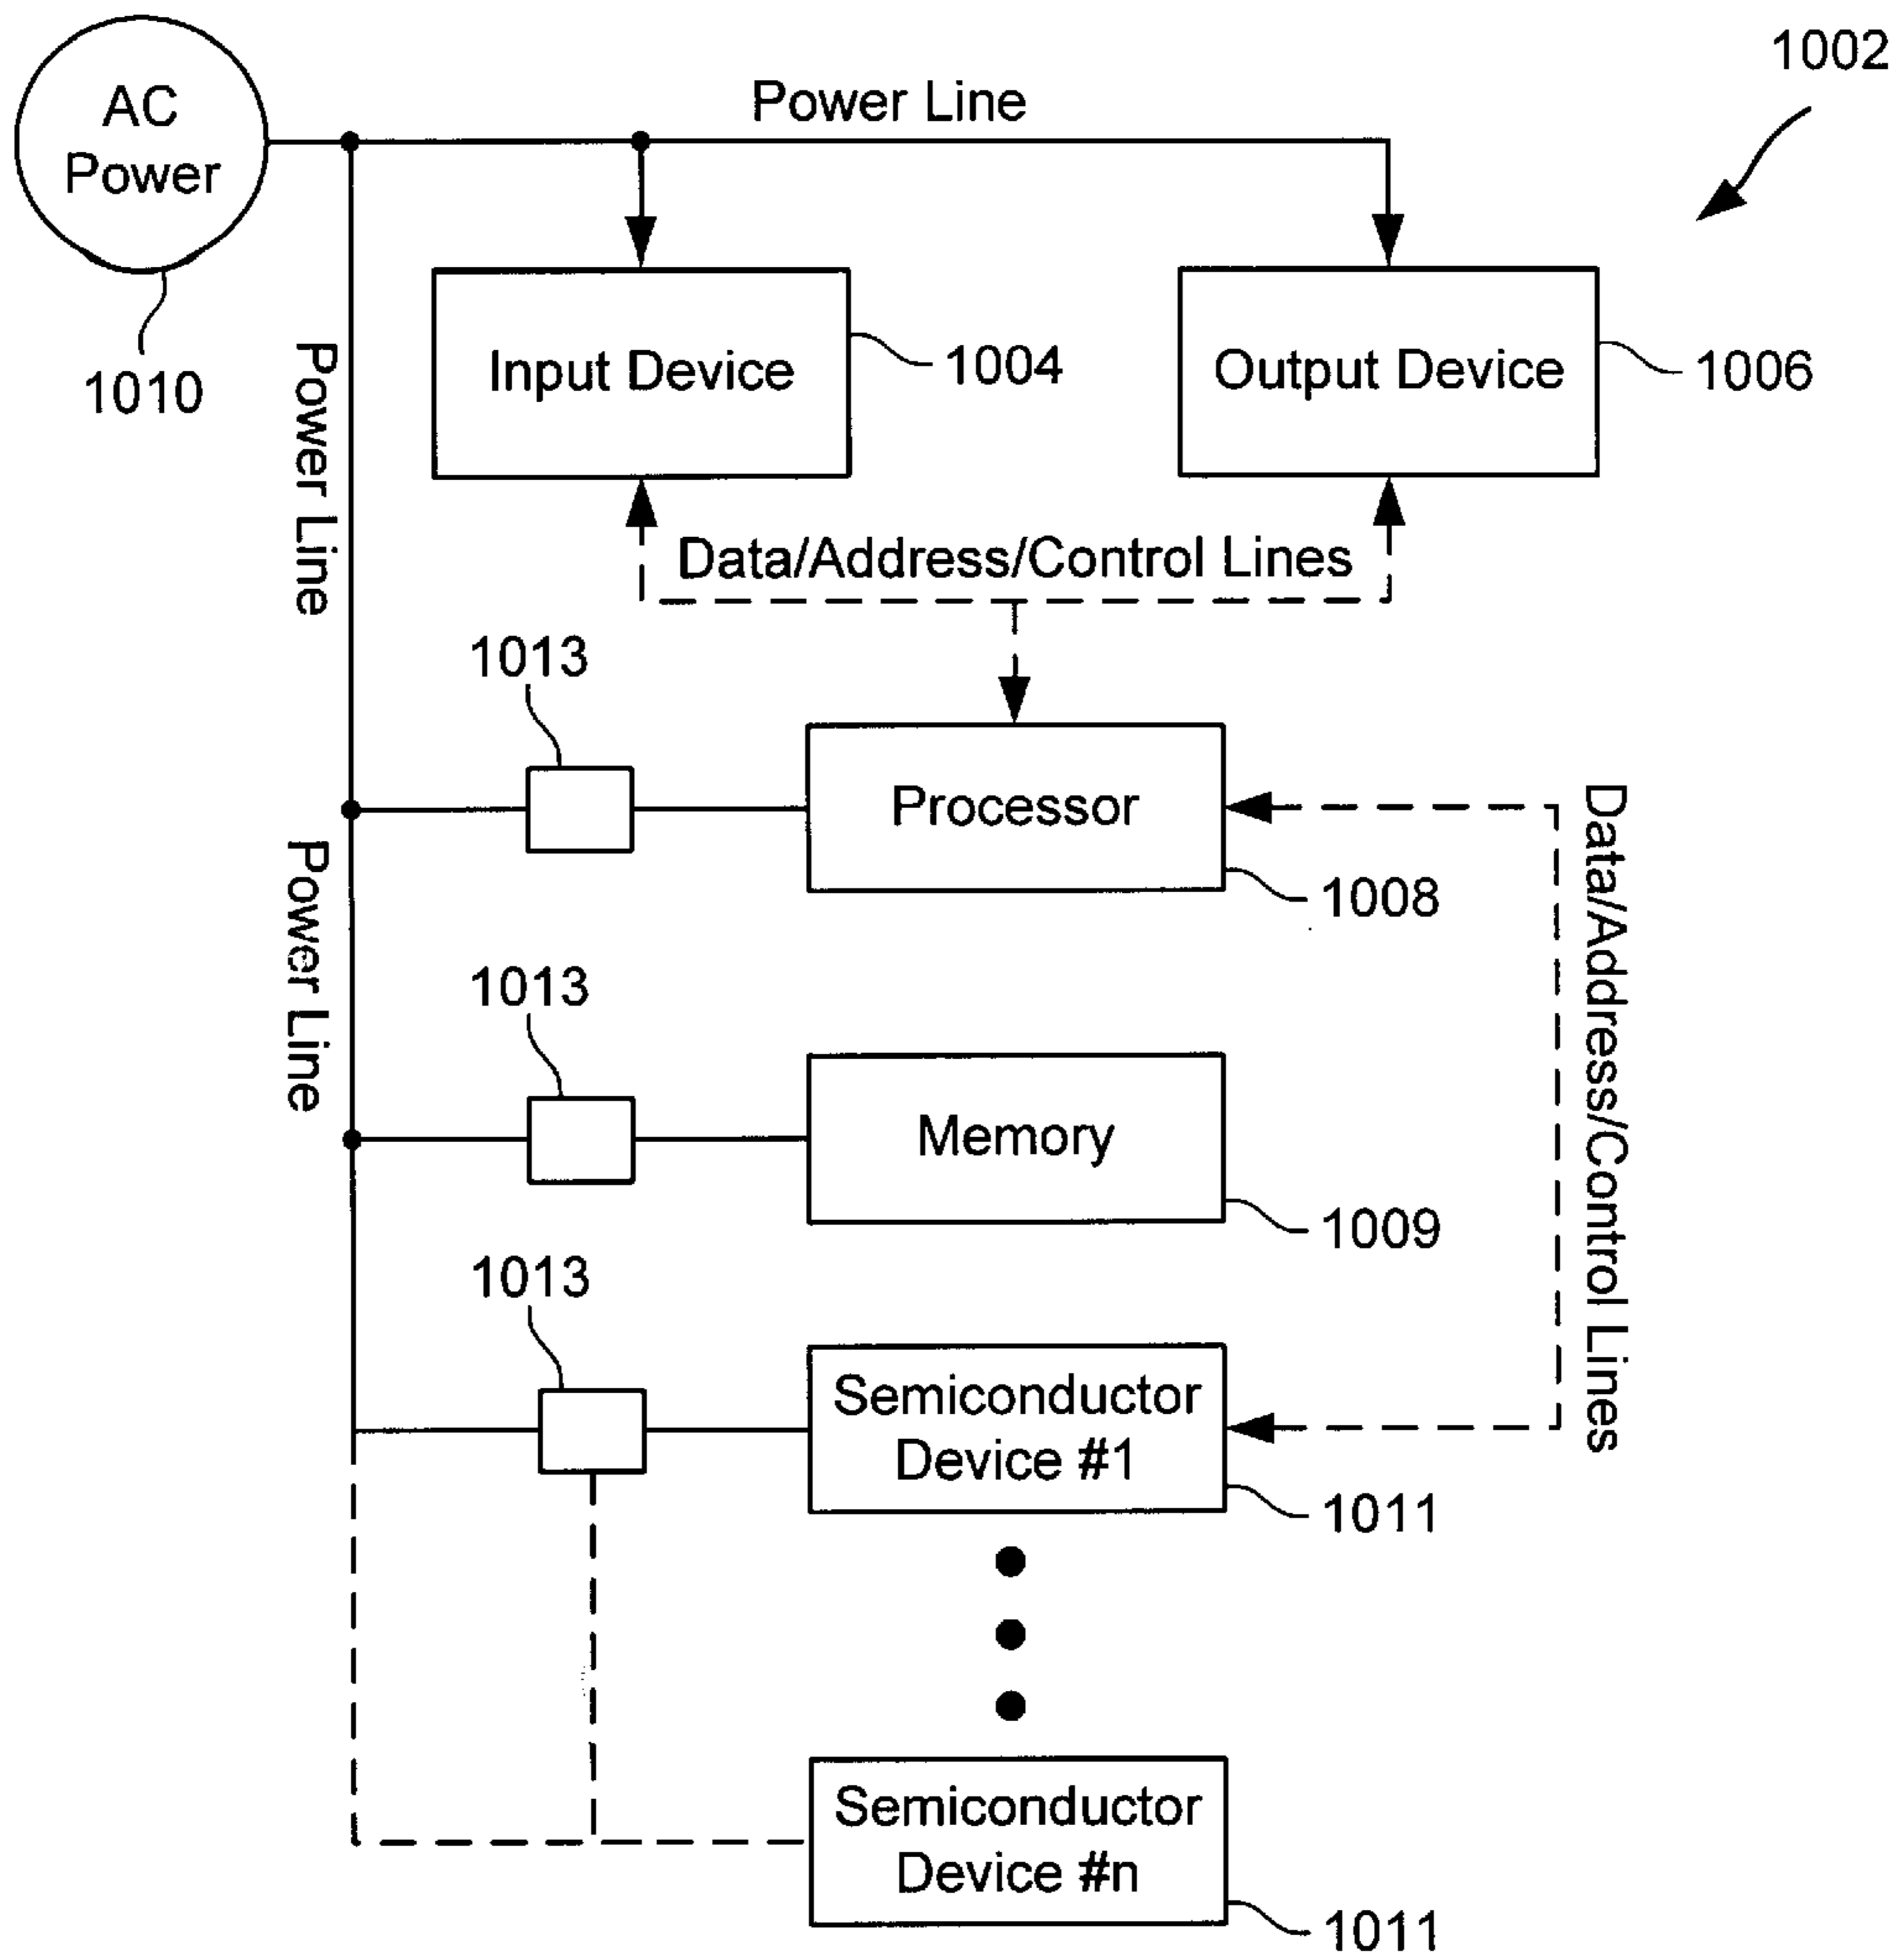 1002
AC
Power
Power Line
1010
Power Line
Input Device
1004
Output Device
1006
Data/Address/Control Lines
1013
Processor
1008
Data/Address/Control Lines
Power Line
1013
Memory
1009
1013
Semiconductor
Device #1
1011
Semiconductor
Device #n
1011